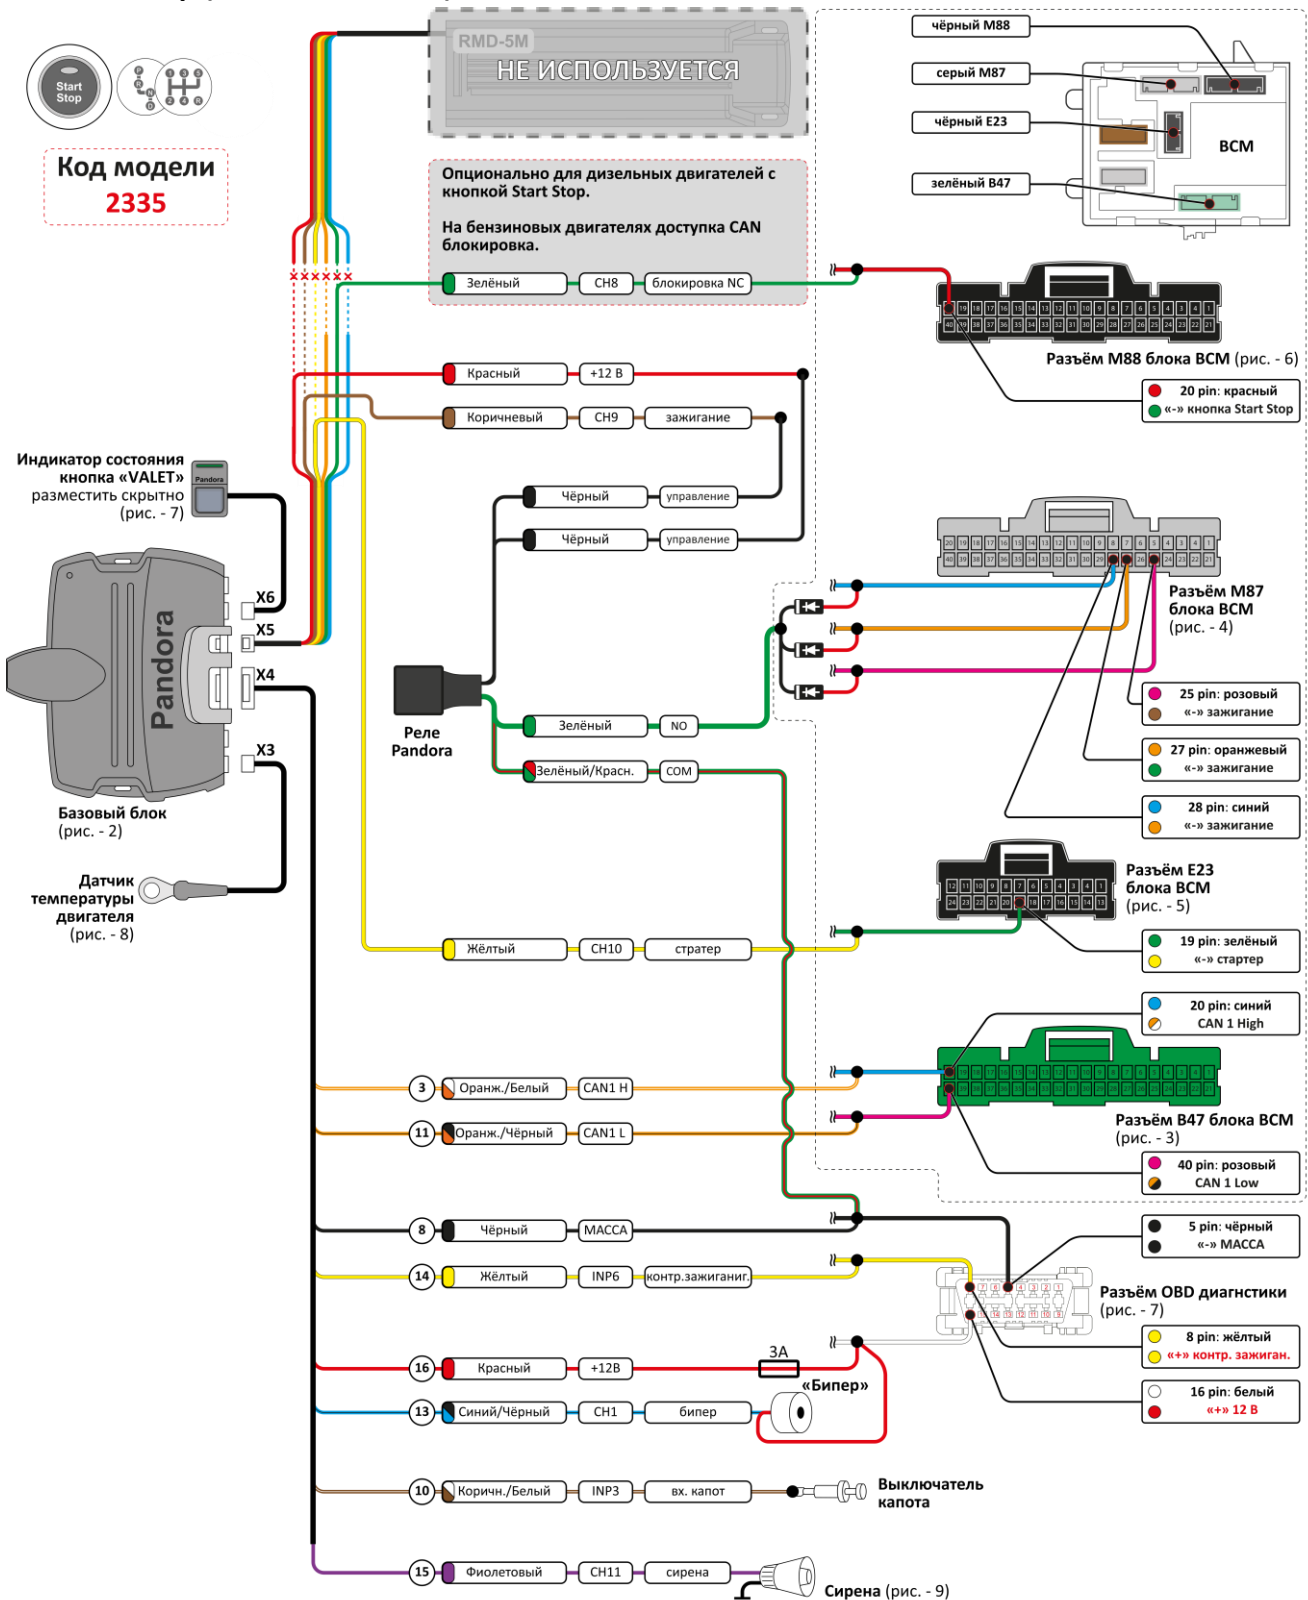 RMD-5M
НЕ ИСПОЛЬЗУЕТСЯ
Start
Stop
P
R
N
D
1 3 5
2 4 R
Код модели
2335
Опционально для дизельных двигателей с
кнопкой Start Stop.
На бензиновых двигателях доступка CAN
блокировка.
Зелёный
CH8
блокировка NC
чёрный M88
серый M87
чёрный E23
зелёный B47
BCM
Разъём M88 блока BCM (рис. - 6)
20 pin: красный
«-» кнопка Start Stop
Красный
+12 В
Коричневый
CH9
зажигание
Чёрный
управление
Чёрный
управление
Индикатор состояния
кнопка «VALET»
разместить скрытно
(рис. - 7)
Pandora
X6
X5
X4
X3
Pandora
Базовый блок
(рис. - 2)
Датчик
температуры
двигателя
(рис. - 8)
Реле
Pandora
Зелёный
NO
Зелёный/Красн.
COM
Разъём M87
блока BCM
(рис. - 4)
25 pin: розовый
«-» зажигание
27 pin: оранжевый
«-» зажигание
28 pin: синий
«-» зажигание
Разъём E23
блока BCM
(рис. - 5)
19 pin: зелёный
«-» стартер
Жёлтый
CH10
стратер
20 pin: синий
CAN 1 High
3
Оранж./Белый
CAN1 H
11
Оранж./Чёрный
CAN1 L
Разъём B47 блока BCM
(рис. - 3)
40 pin: розовый
CAN 1 Low
8
Чёрный
МАССА
5 pin: чёрный
«-» МАССА
14
Жёлтый
INP6
контр.зажиганиг.
Разъём OBD диагнстики
(рис. - 7)
8 pin: жёлтый
«+» контр. зажиган.
16 pin: белый
«+» 12 В
16
Красный
+12В
3A
«Бипер»
13
Синий/Чёрный
CH1
бипер
10
Коричн./Белый
INP3
вх. капот
Выключатель
капота
15
Фиолетовый
CH11
сирена
Сирена (рис. - 9)